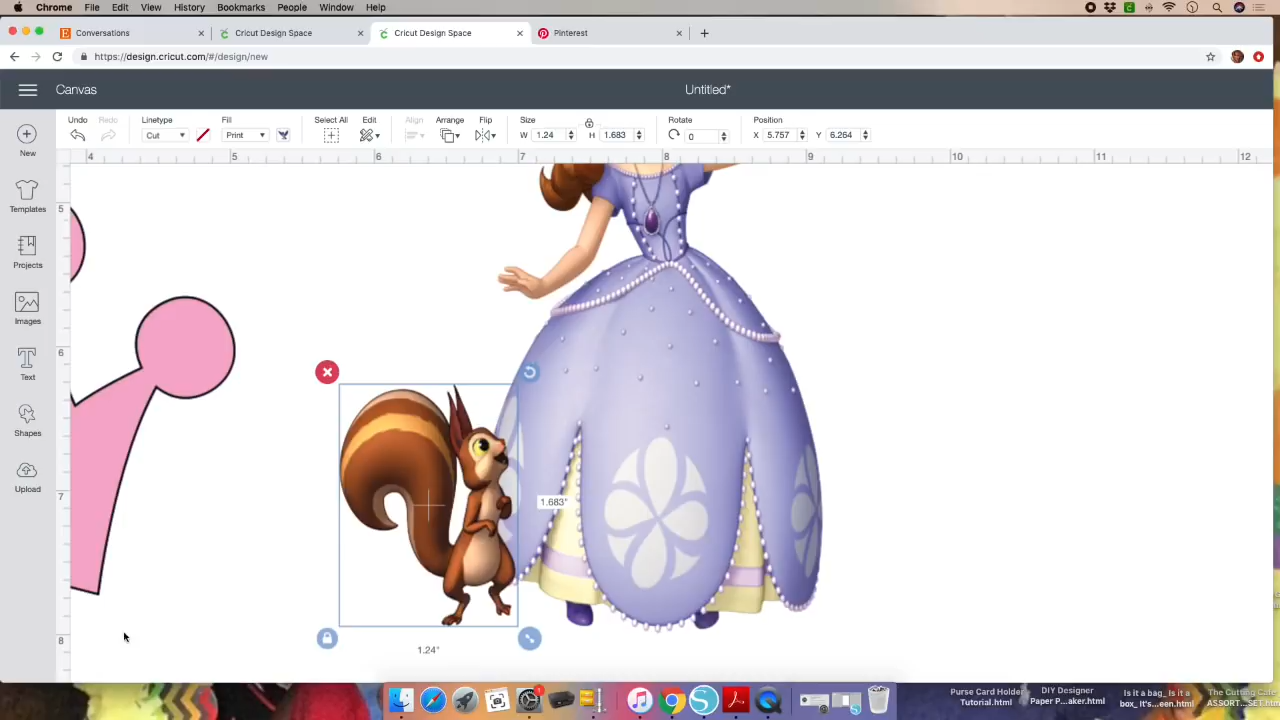 Chrome File Edit View History Bookmarks People Window Help
Conversations × Cricut Design Space × Cricut Design Space × Pinterest × +
https://design.cricut.com/#/design/new
Canvas Untitled*
Undo Redo Linetype Fill Select All Edit Align Arrange Flip Size Rotate Position
Cut Print W 1.24 H 1.683 0 X 5.757 Y 6.264
4 5 6 7 8 9 10 11 12
New
Templates
5
Projects
Images
6
Text
Shapes
Upload
7
1.683"
8
1.24"
Purse Card Holder Tutorial.html
DIY Designer Paper P...aker.html
Is it a bag_ Is it a box_ It's...een.html
The Cutting Cafe